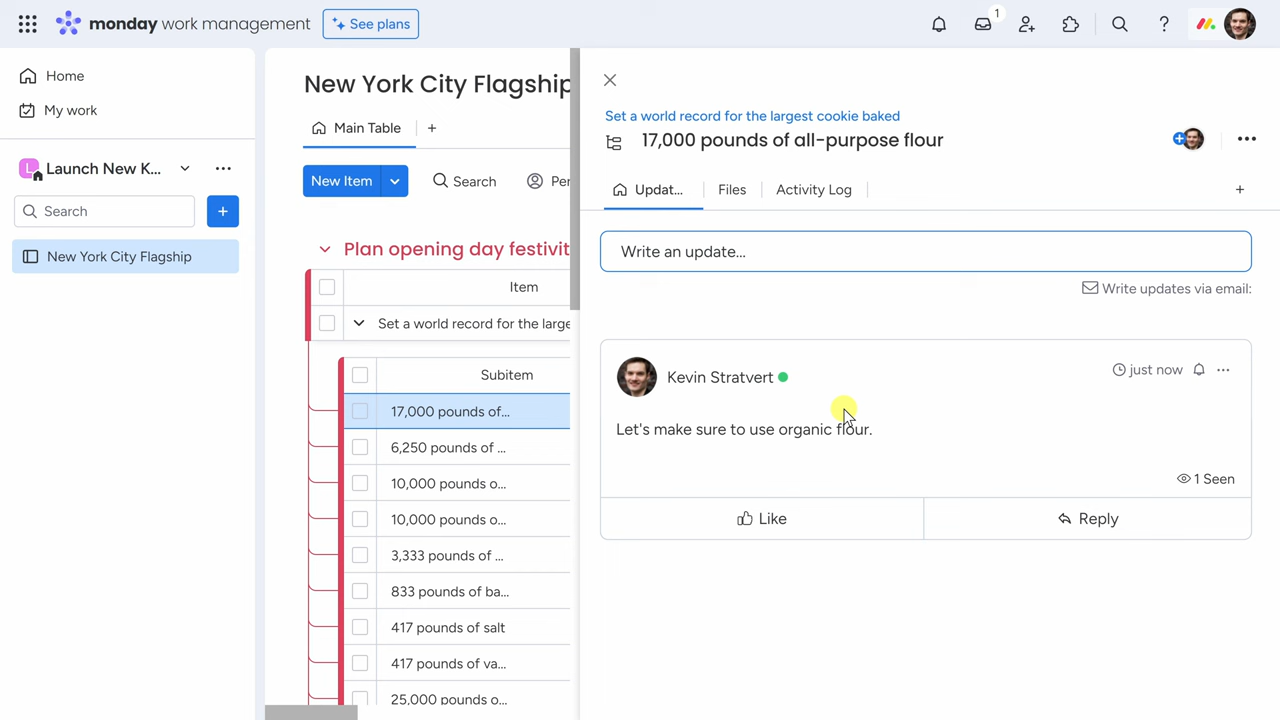 monday work management
See plans
1
Home
My work
L
Launch New K...
Search
New York City Flagship
New York City Flagship
Main Table
New Item
Search
Per
Plan opening day festivit
Item
Set a world record for the large
Subitem
17,000 pounds of...
6,250 pounds of ...
10,000 pounds o...
10,000 pounds o...
3,333 pounds of ...
833 pounds of ba...
417 pounds of salt
417 pounds of va...
25,000 pounds o...
Set a world record for the largest cookie baked
17,000 pounds of all-purpose flour
Updat...
Files
Activity Log
Write an update...
Write updates via email:
Kevin Stratvert
just now
Let's make sure to use organic flour.
1 Seen
Like
Reply